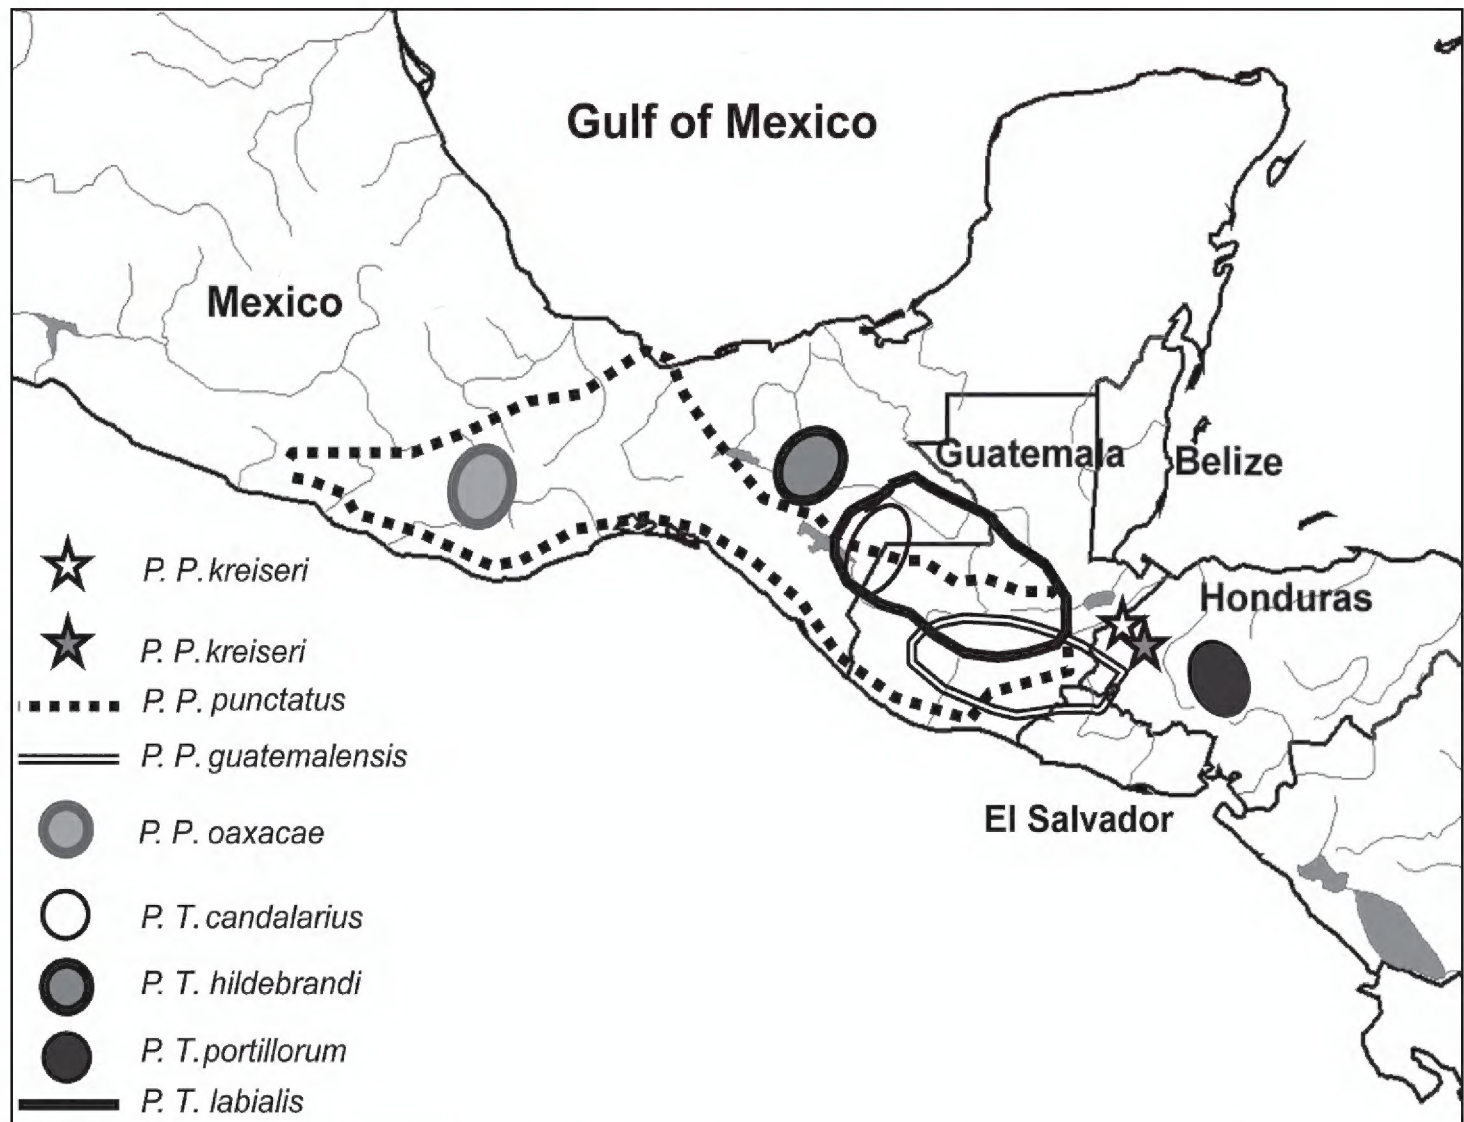 Gulf of Mexico
Mexico
Guatemala
Belize
Honduras
El Salvador
P. P. kreiseri
P. P. kreiseri
P. P. punctatus
P. P. guatemalensis
P. P. oaxacae
P. T. candalarius
P. T. hildebrandi
P. T. portillorum
P. T. labialis